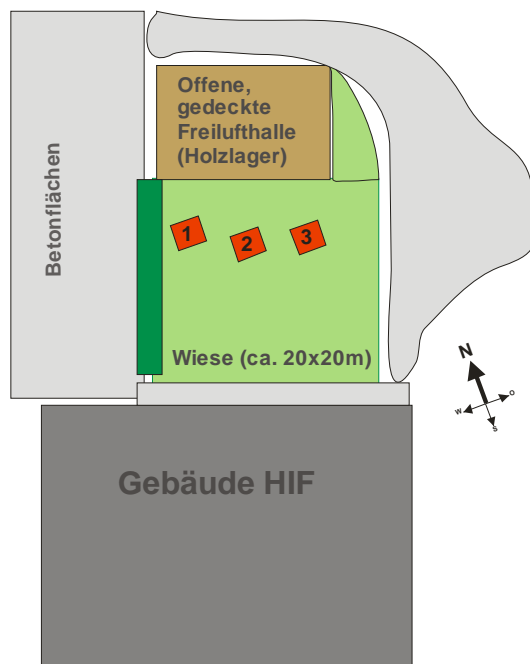 Offene,
gedeckte
Freilufthalle
(Holzlager)
Betonflächen
1
2
3
Wiese (ca. 20x20m)
N
W
O
S
Gebäude HIF